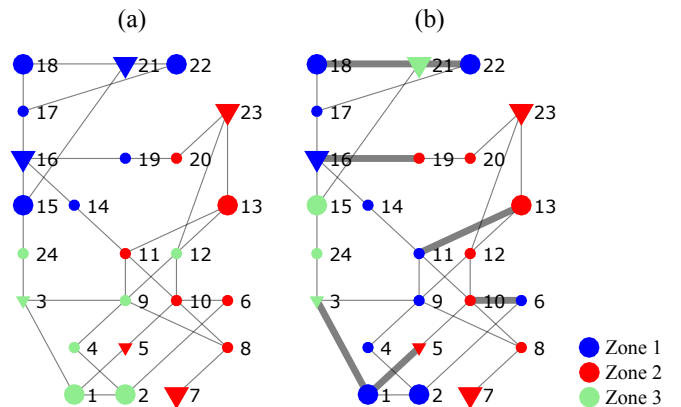 (a) (b)
18 21 22 18 21 22
17 23 17 23
16 19 20 16 19 20
15 14 13 15 14 13
24 11 12 24 11 12
3 9 10 6 3 9 10 6
4 5 8 4 5 8 Zone 1
Zone 2
1 2 7 1 2 7 Zone 3